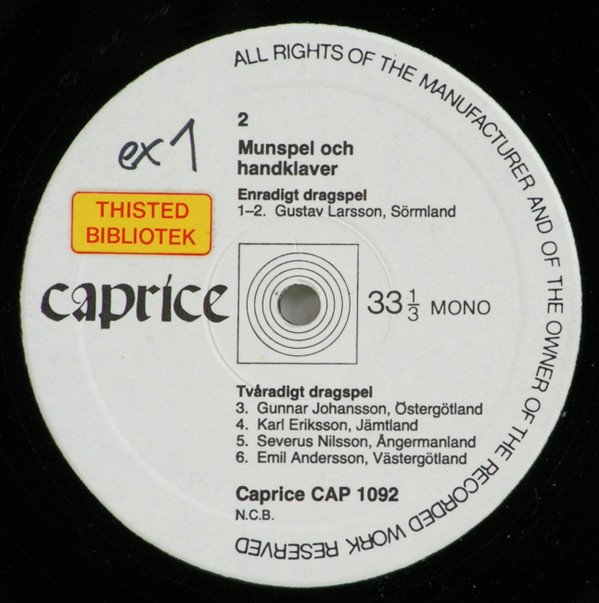 ALL RIGHTS OF THE MANUFACTURER AND OF THE OWNER OF THE RECORDED WORK RESERVED
2
ex 1
Munspel och
handklaver
Enradigt dragspel
1–2. Gustav Larsson, Sörmland
THISTED
BIBLIOTEK
caprice
33 1/3 MONO
Tvåradigt dragspel
3. Gunnar Johansson, Östergötland
4. Karl Eriksson, Jämtland
5. Severus Nilsson, Ångermanland
6. Emil Andersson, Västergötland
Caprice CAP 1092
N.C.B.